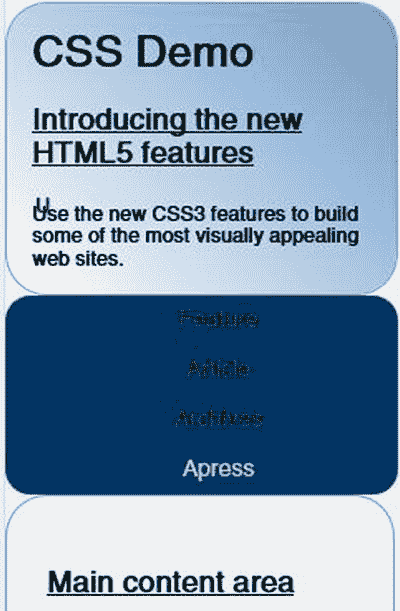 CSS Demo
Introducing the new
HTML5 features
Use the new CSS3 features to build
some of the most visually appealing
web sites.
Feature
Article
Archives
Apress
Main content area